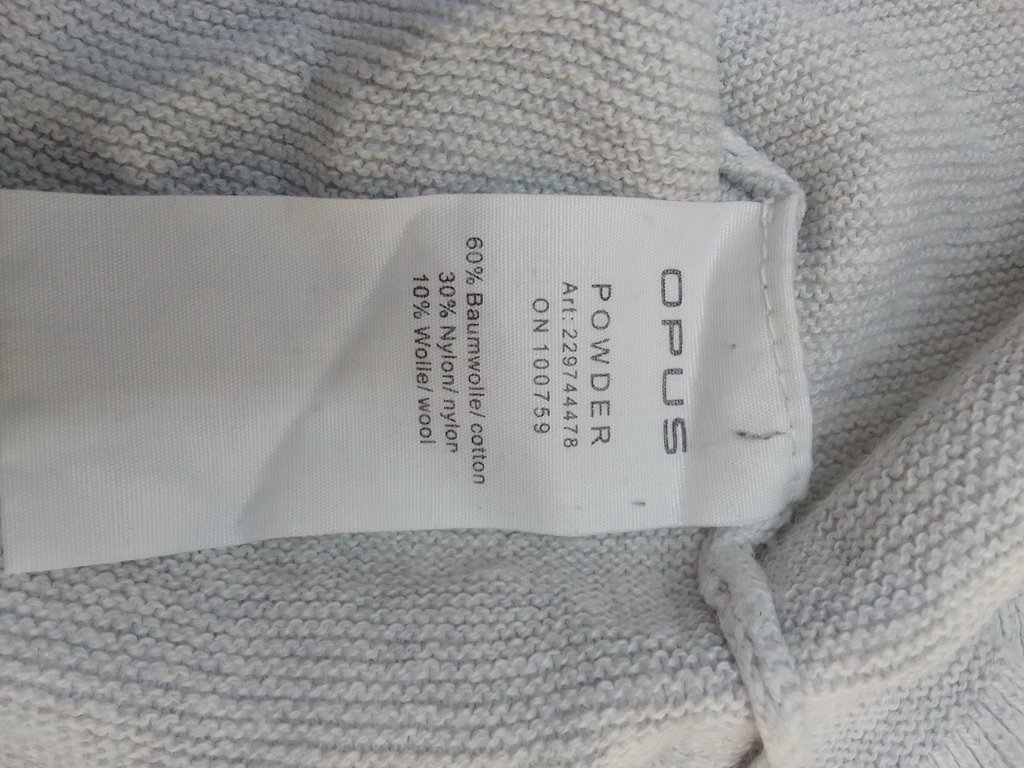 OPUS
POWDER
Art: 229744478
ON 100759
60% Baumwolle/ cotton
30% Nylon/ nylon
10% Wolle/ wool